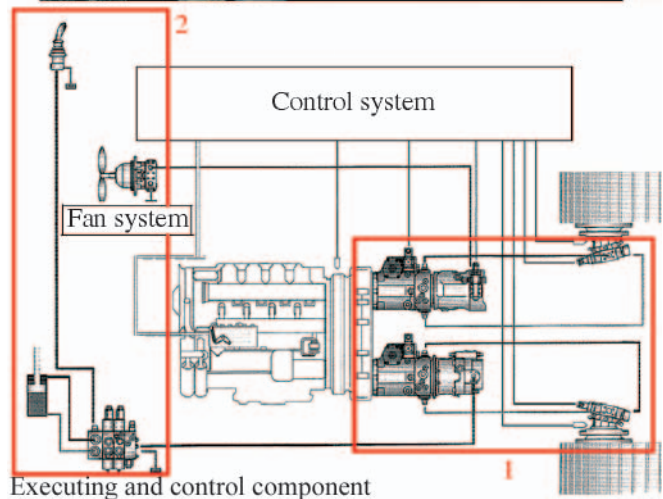 2
Control system
Fan system
1
Executing and control component